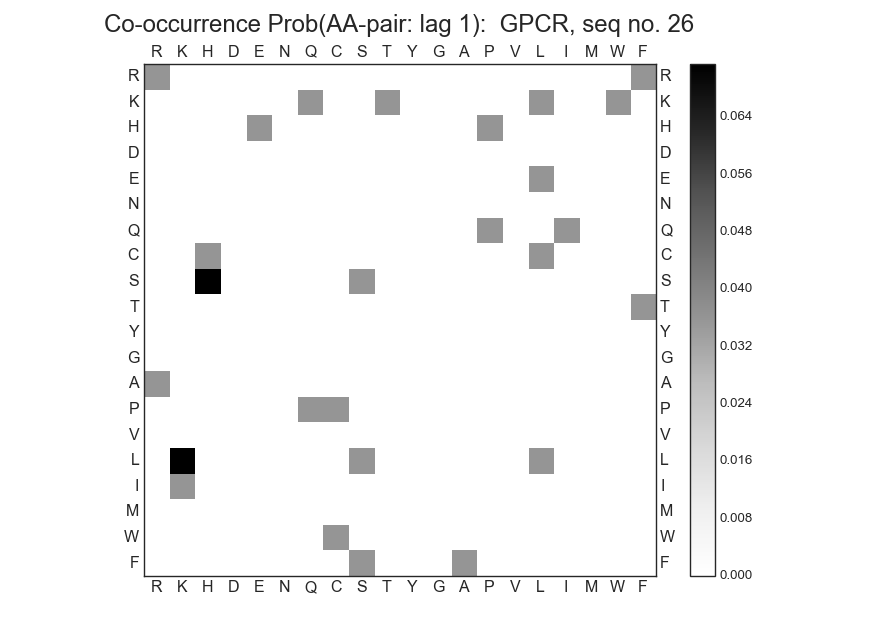 Co-occurrence Prob(AA-pair: lag 1):  GPCR, seq no. 26
R K H D E N Q C S T Y G A P V L I M W F
R R
K K
H H
0.064
D D
0.056
E E
N N
0.048
Q Q
C C
0.040
S S
T T
0.032
Y Y
G G
0.024
A A
P P
V V
0.016
L L
I I
0.008
M M
W W
F F
0.000
R K H D E N Q C S T Y G A P V L I M W F